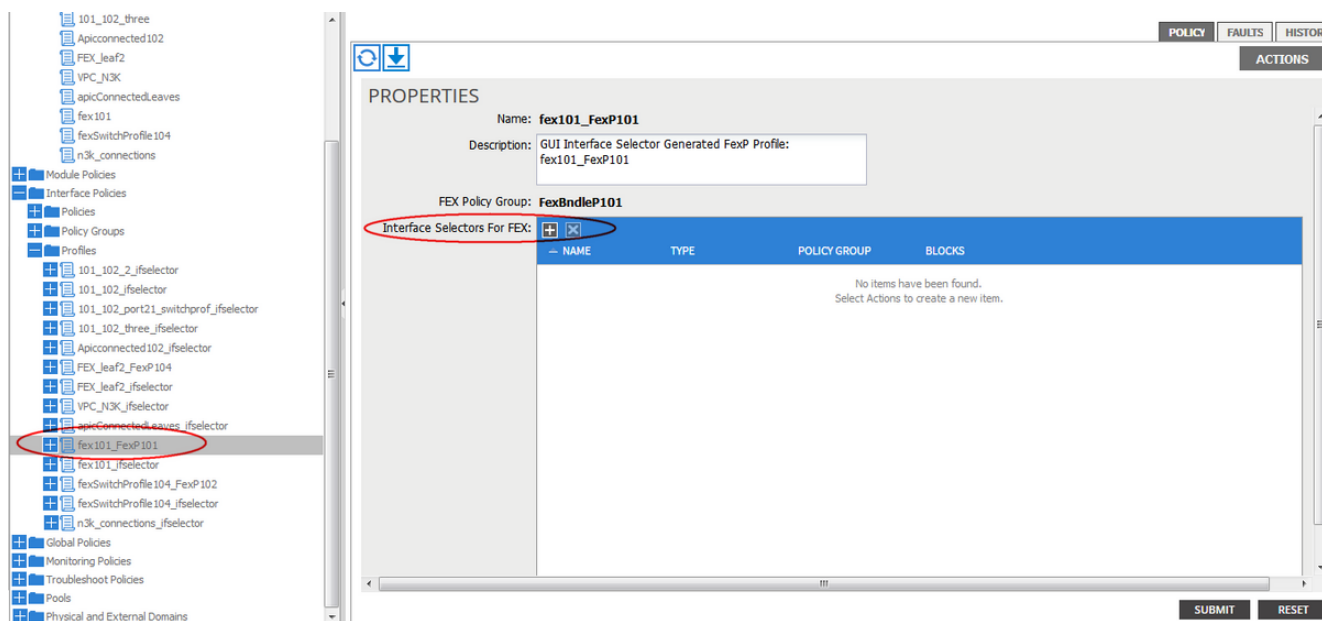 101_102_three
Apicconnected102
FEX_leaf2
VPC_N3K
apicConnectedLeaves
fex101
fexSwitchProfile104
n3k_connections
Module Policies
Interface Policies
Policies
Policy Groups
Profiles
101_102_2_ifselector
101_102_ifselector
101_102_port21_switchprof_ifselector
101_102_three_ifselector
Apicconnected102_ifselector
FEX_leaf2_FexP104
FEX_leaf2_ifselector
VPC_N3K_ifselector
apicConnectedLeaves_ifselector
fex101_FexP101
fex101_ifselector
fexSwitchProfile104_FexP102
fexSwitchProfile104_ifselector
n3k_connections_ifselector
Global Policies
Monitoring Policies
Troubleshoot Policies
Pools
Physical and External Domains
POLICY FAULTS HISTOR
ACTIONS
PROPERTIES
Name: fex101_FexP101
Description: GUI Interface Selector Generated FexP Profile:
fex101_FexP101
FEX Policy Group: FexBndleP101
Interface Selectors For FEX:
NAME TYPE POLICY GROUP BLOCKS
No items have been found.
Select Actions to create a new item.
SUBMIT RESET